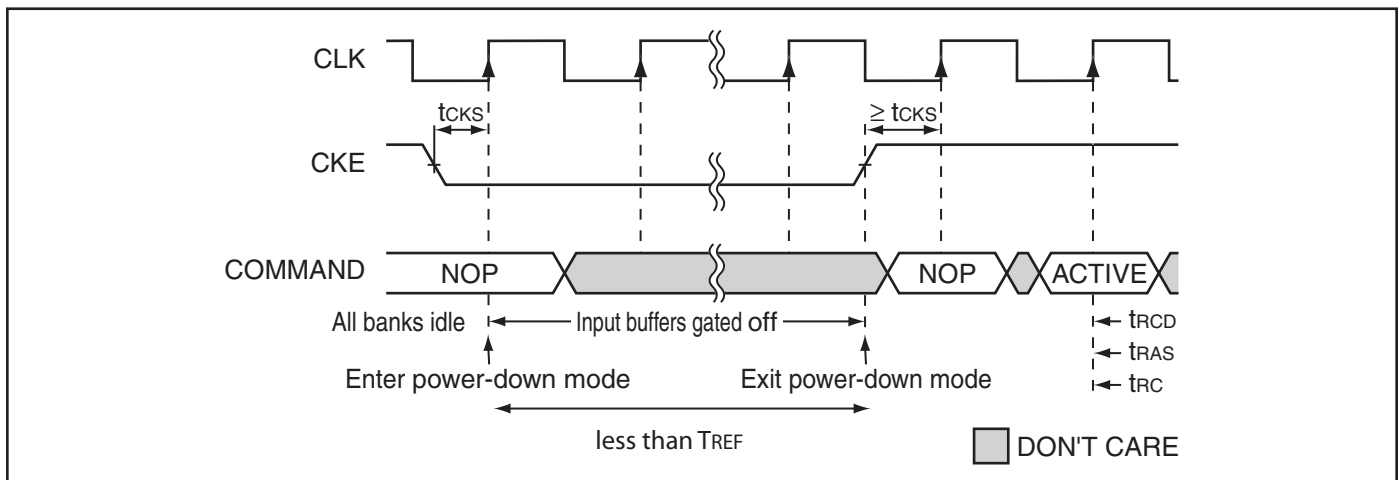 CLK
tCKS
≥ tCKS
CKE
COMMAND
NOP
NOP
ACTIVE
All banks idle
Input buffers gated off
tRCD
tRAS
Enter power-down mode
Exit power-down mode
tRC
less than TREF
DON'T CARE